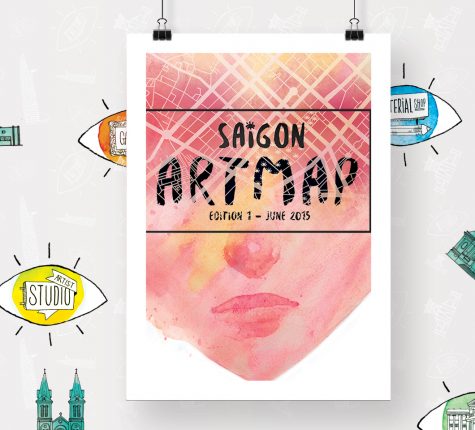 SAIGON
ARTMAP
EDITION 1 – JUNE 2015
ARTIST
STUDIO